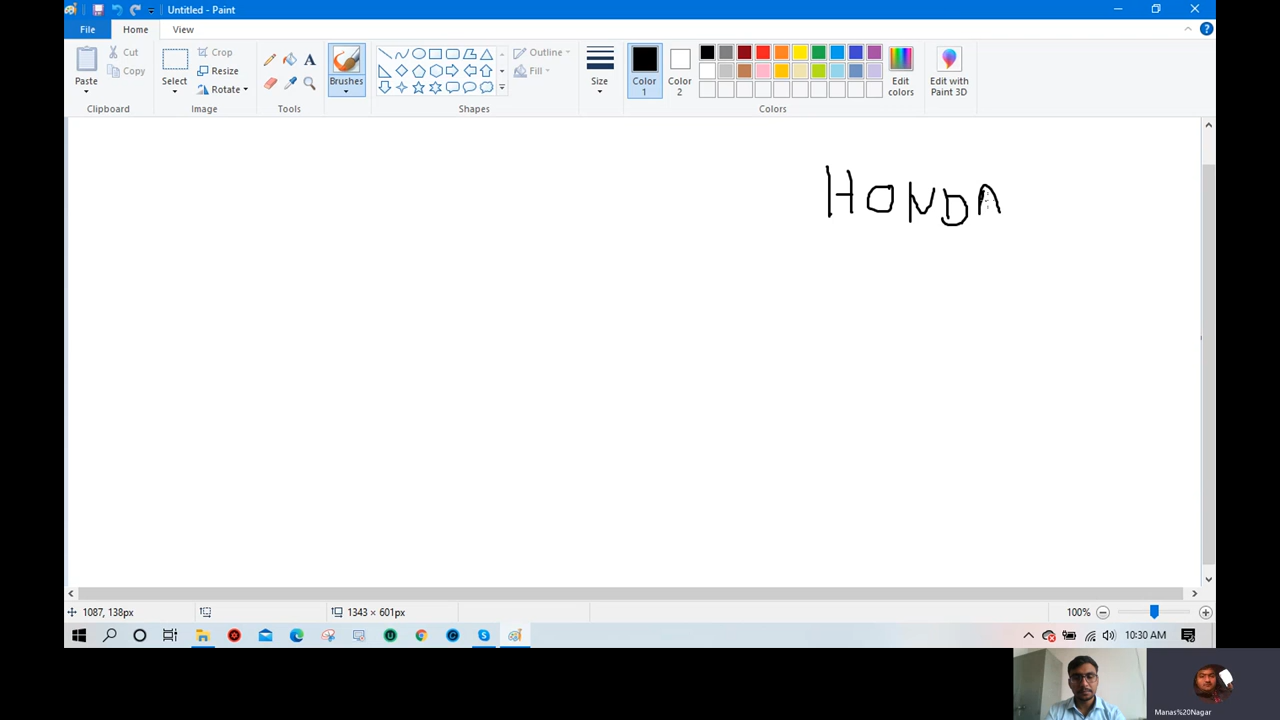 Untitled - Paint
File Home View
Paste Cut Copy Clipboard
Select Crop Resize Rotate Image
A Tools
Brushes
Outline Fill Shapes
Size
Color 1 Color 2 Edit colors Colors
Edit with Paint 3D
HONDA
1087, 138px 1343 × 601px 100%
10:30 AM
Manas%20Nagar